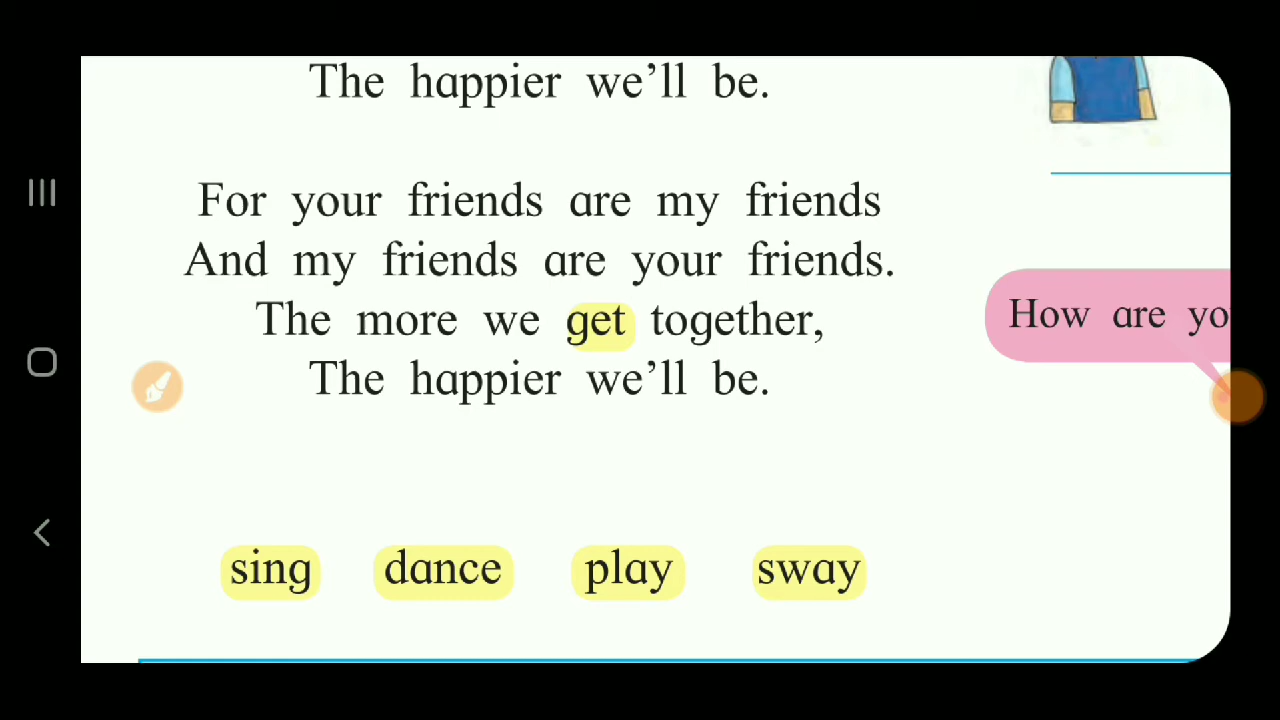 The happier we'll be.
For your friends are my friends
And my friends are your friends.
The more we get together,
The happier we'll be.
sing dance play sway
How are